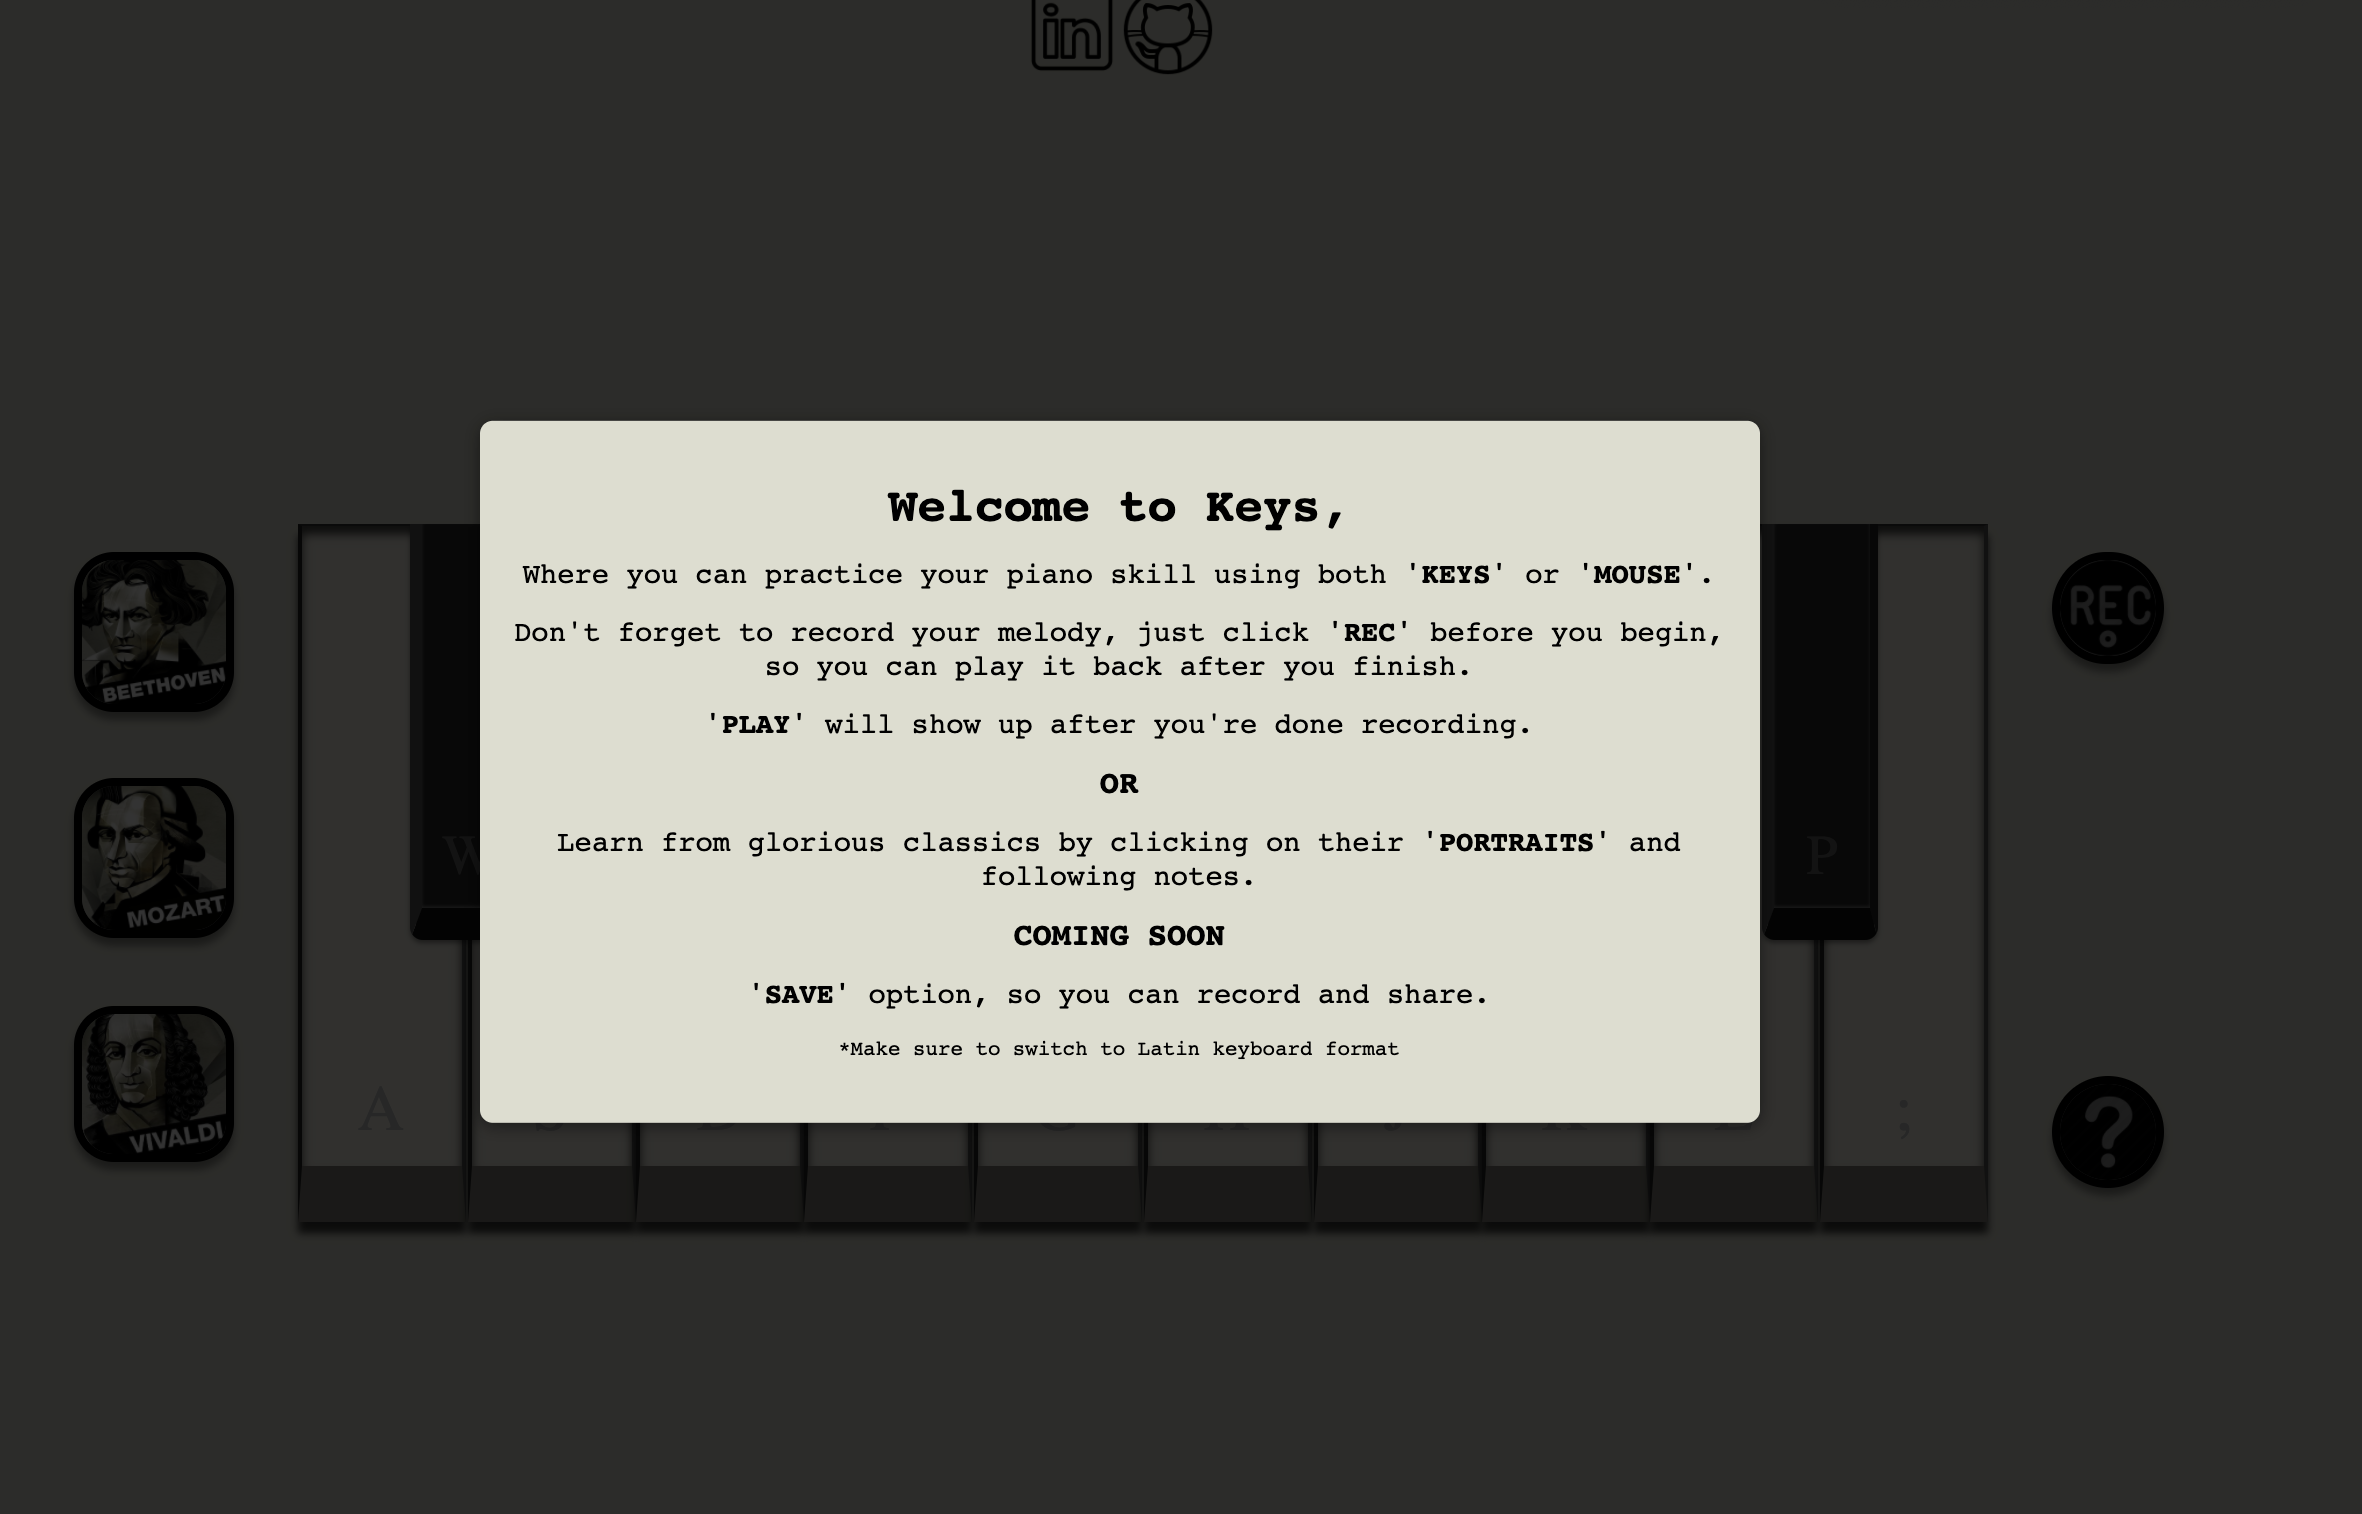 in
Welcome to Keys,
Where you can practice your piano skill using both 'KEYS' or 'MOUSE'.
Don't forget to record your melody, just click 'REC' before you begin,
so you can play it back after you finish.
'PLAY' will show up after you're done recording.
OR
Learn from glorious classics by clicking on their 'PORTRAITS' and
following notes.
COMING SOON
'SAVE' option, so you can record and share.
*Make sure to switch to Latin keyboard format
BEETHOVEN
MOZART
VIVALDI
W
P
A
;
REC
?